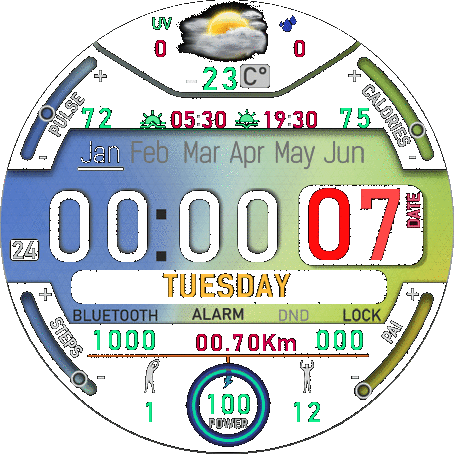 UV
0 0
-23 C°
+ +
PULSE CALORIES
- -
72 05:30 19:30 75
Jan Feb Mar Apr May Jun
24 00:00 07 DATE
TUESDAY
BLUETOOTH ALARM DND LOCK
+ +
STEPS PAI
- -
1000 00.70Km 000
1 100 12
POWER